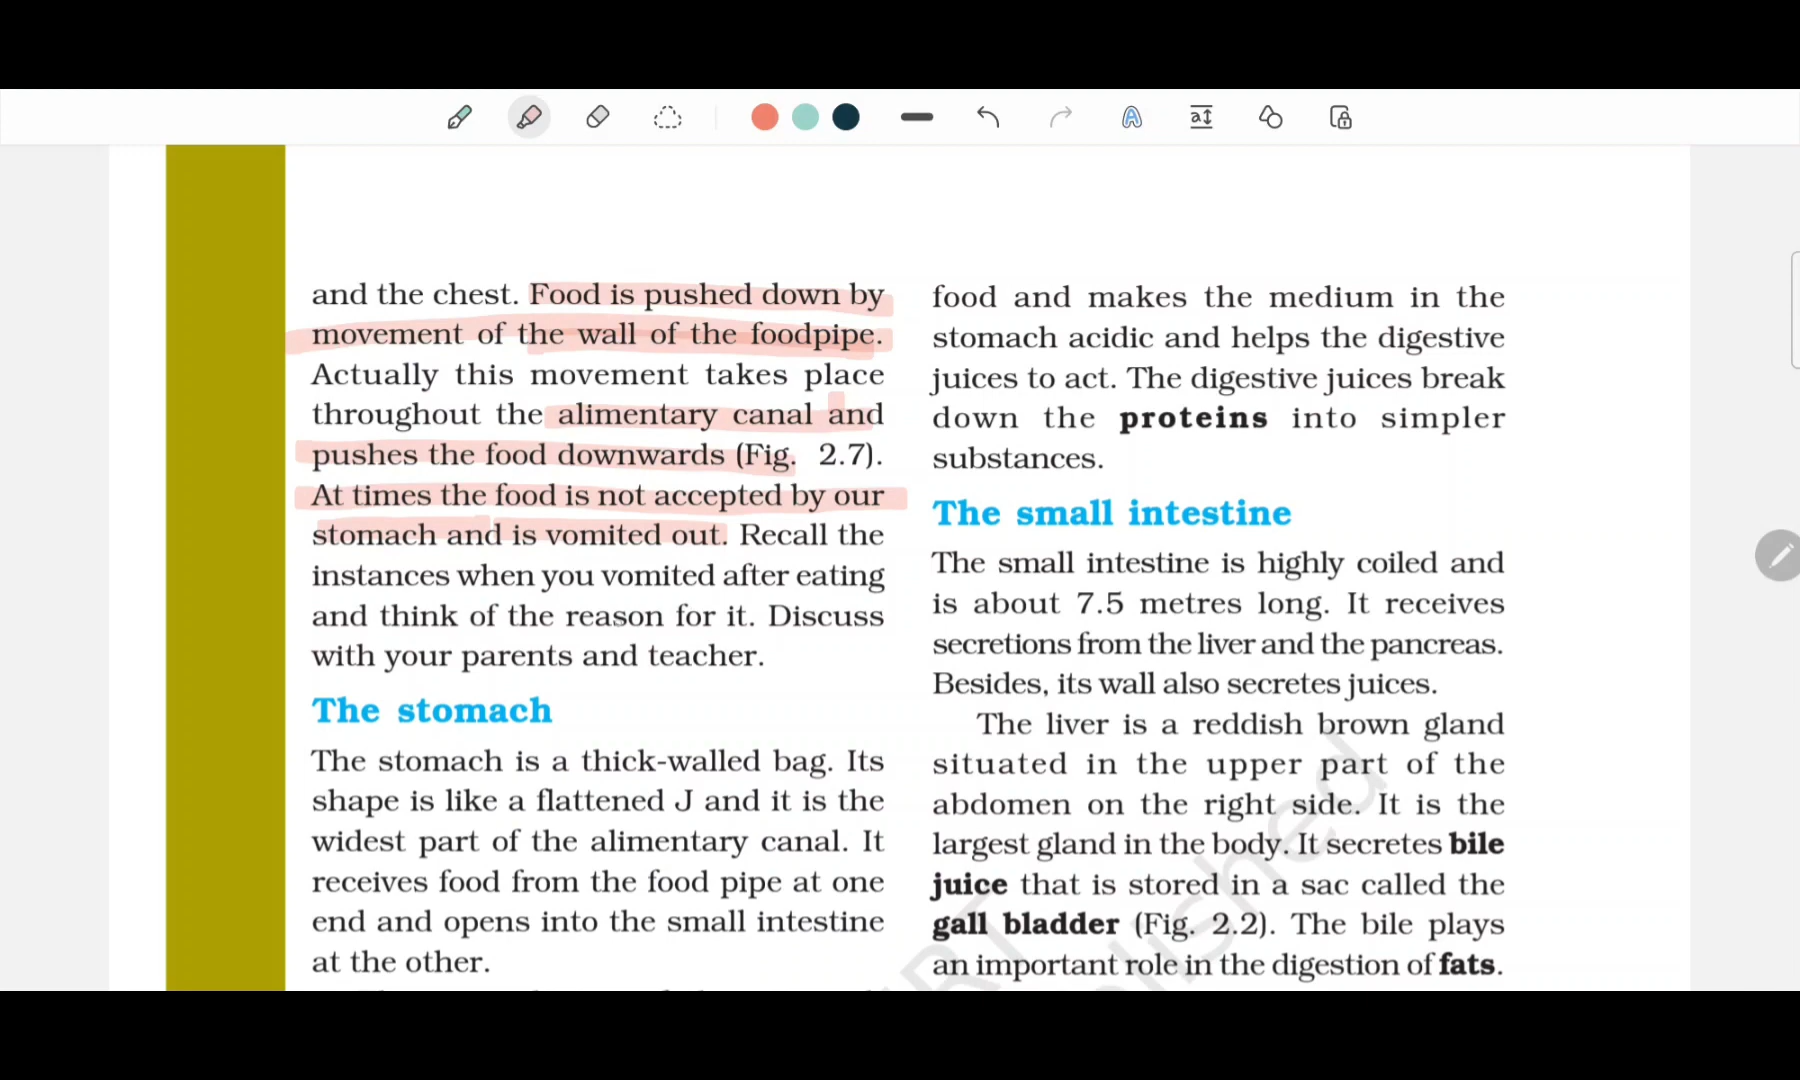 and the chest. Food is pushed down by
movement of the wall of the foodpipe.
Actually this movement takes place
throughout the alimentary canal and
pushes the food downwards (Fig. 2.7).
At times the food is not accepted by our
stomach and is vomited out. Recall the
instances when you vomited after eating
and think of the reason for it. Discuss
with your parents and teacher.
The stomach
The stomach is a thick-walled bag. Its
shape is like a flattened J and it is the
widest part of the alimentary canal. It
receives food from the food pipe at one
end and opens into the small intestine
at the other.
food and makes the medium in the
stomach acidic and helps the digestive
juices to act. The digestive juices break
down the proteins into simpler
substances.
The small intestine
The small intestine is highly coiled and
is about 7.5 metres long. It receives
secretions from the liver and the pancreas.
Besides, its wall also secretes juices.
The liver is a reddish brown gland
situated in the upper part of the
abdomen on the right side. It is the
largest gland in the body. It secretes bile
juice that is stored in a sac called the
gall bladder (Fig. 2.2). The bile plays
an important role in the digestion of fats.